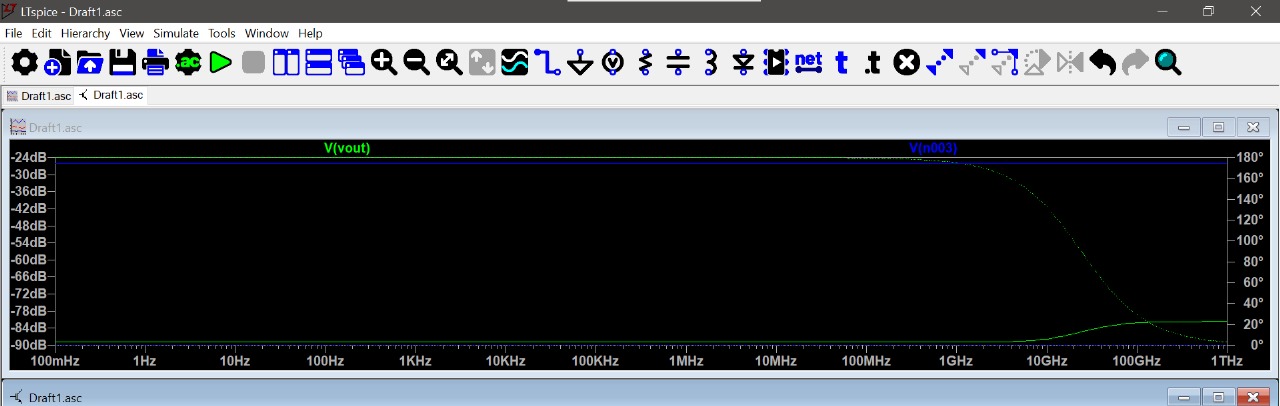 LTspice - Draft1.asc
File Edit Hierarchy View Simulate Tools Window Help
.ac net t .t
Draft1.asc Draft1.asc
Draft1.asc
V(vout) V(n003)
-24dB 180°
-30dB 160°
-36dB 140°
-42dB 120°
-48dB
-54dB 100°
-60dB 80°
-66dB 60°
-72dB
-78dB 40°
-84dB 20°
-90dB 0°
100mHz 1Hz 10Hz 100Hz 1KHz 10KHz 100KHz 1MHz 10MHz 100MHz 1GHz 10GHz 100GHz 1THz
Draft1.asc